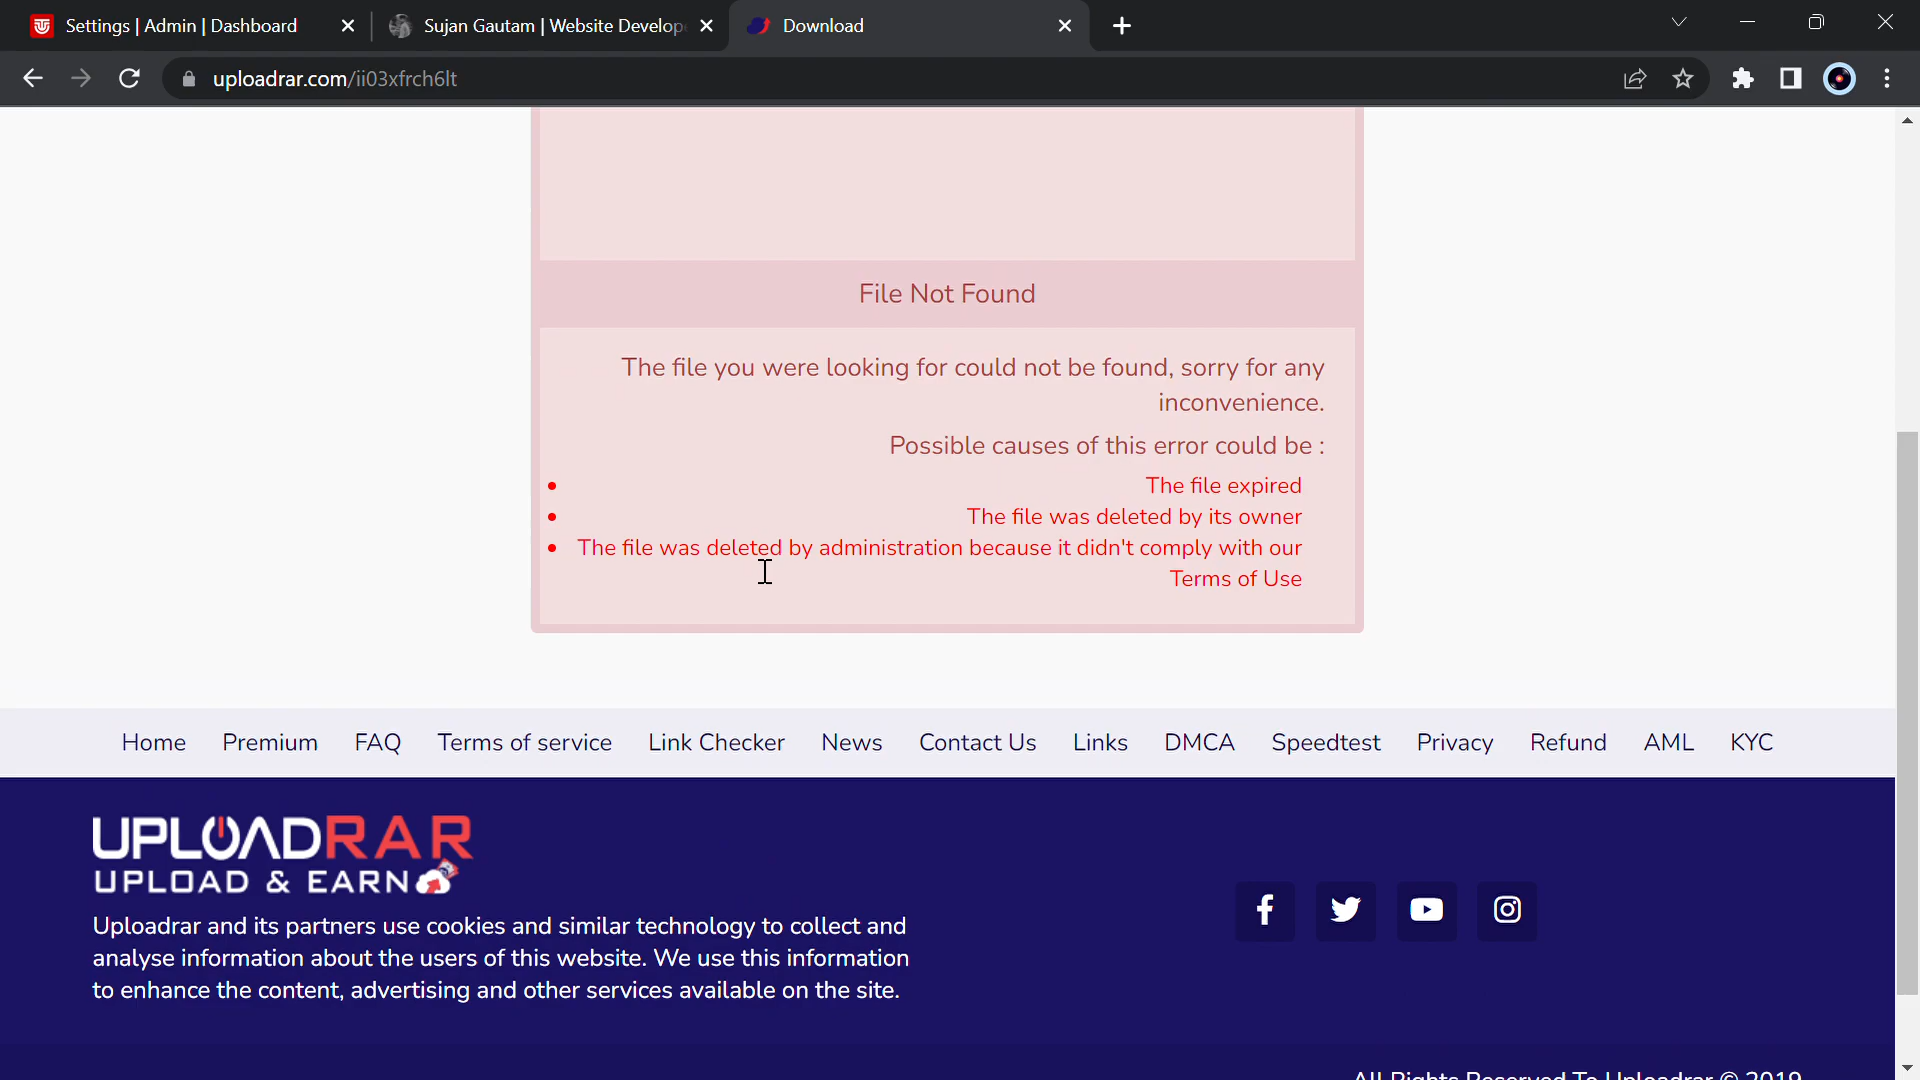 Settings | Admin | Dashboard
Sujan Gautam | Website Develop
Download
uploadrar.com/ii03xfrch6lt
File Not Found
The file you were looking for could not be found, sorry for any
inconvenience.
Possible causes of this error could be :
The file expired
The file was deleted by its owner
The file was deleted by administration because it didn't comply with our
Terms of Use
Home Premium FAQ Terms of service Link Checker News Contact Us Links DMCA Speedtest Privacy Refund AML KYC
UPLOADRAR
UPLOAD & EARN
Uploadrar and its partners use cookies and similar technology to collect and
analyse information about the users of this website. We use this information
to enhance the content, advertising and other services available on the site.
All Rights Reserved To Uploadrar © 2019